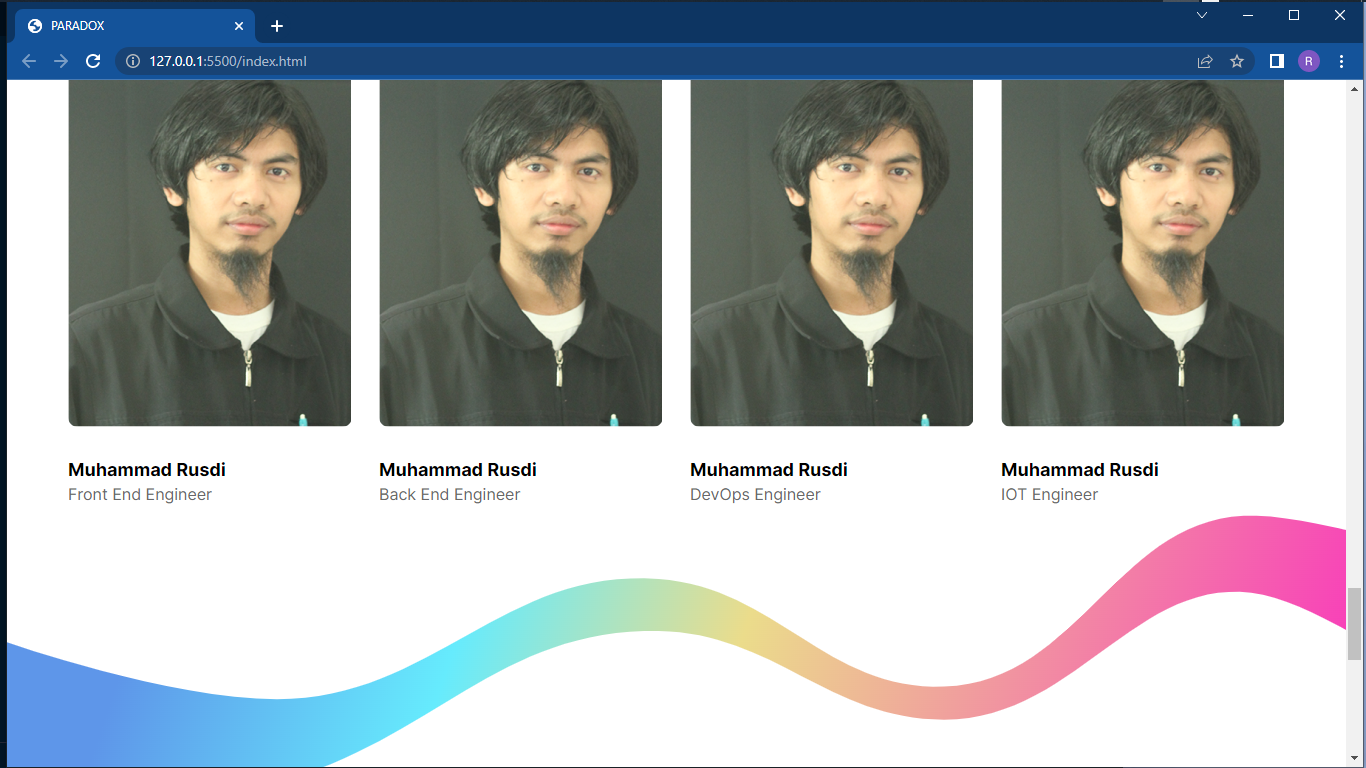 PARADOX
127.0.0.1:5500/index.html
R
Muhammad Rusdi Muhammad Rusdi Muhammad Rusdi Muhammad Rusdi
Front End Engineer Back End Engineer DevOps Engineer IOT Engineer